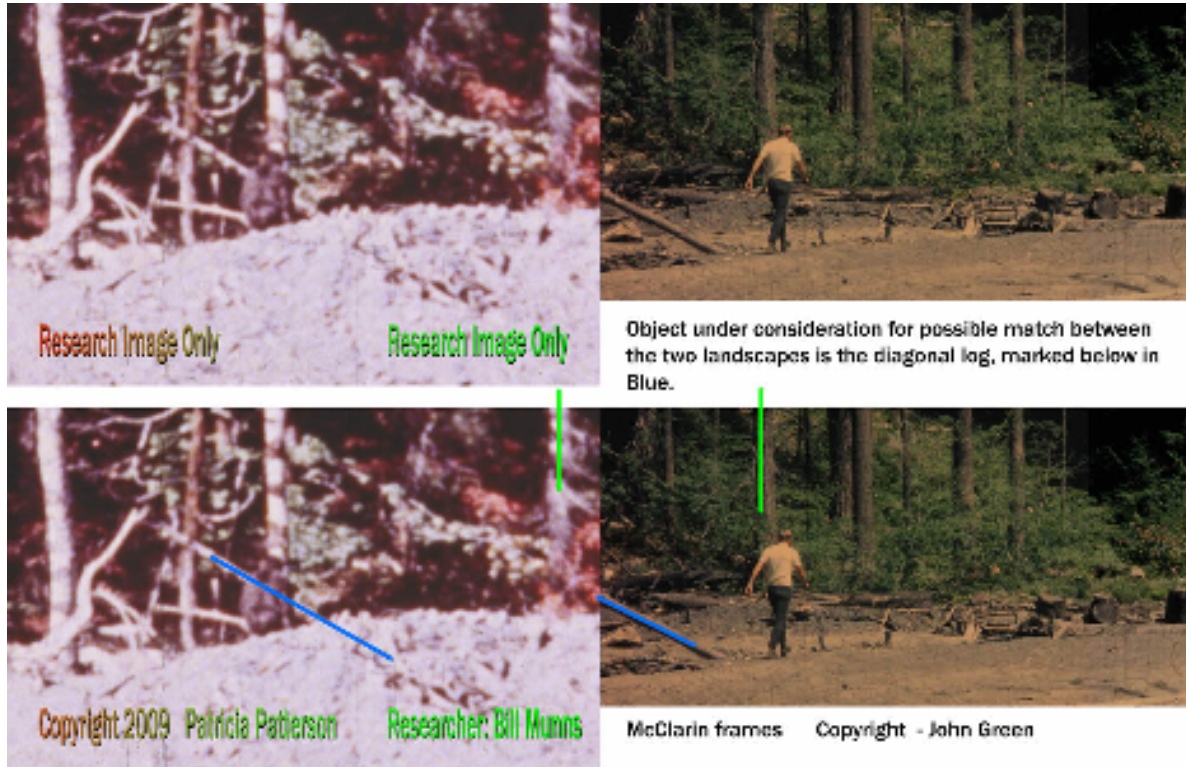 Research Image Only
Research Image Only
Object under consideration for possible match between
the two landscapes is the diagonal log, marked below in
Blue.
Copyright 2009 Patricia Patterson
Researcher: Bill Munns
McClarin frames Copyright - John Green